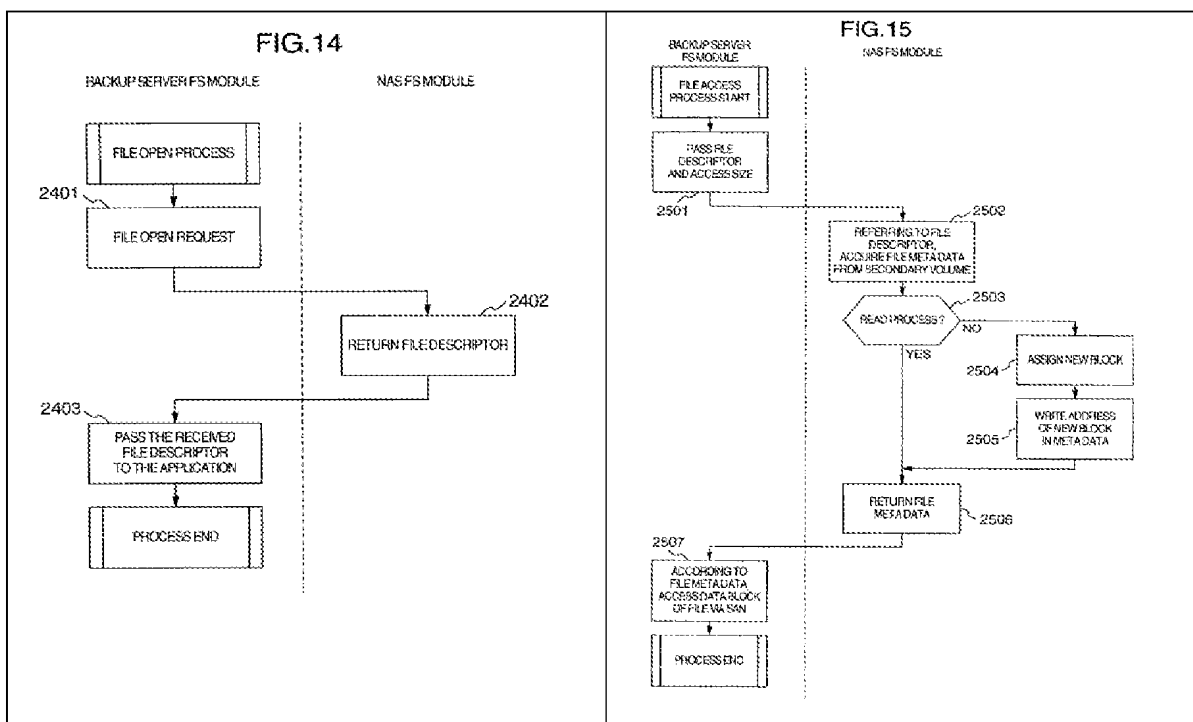 FIG.14
BACKUP SERVER FS MODULE
NAS FS MODULE
FILE OPEN PROCESS
2401
FILE OPEN REQUEST
2402
RETURN FILE DESCRIPTOR
2403
PASS THE RECEIVED
FILE DESCRIPTOR
TO THE APPLICATION
PROCESS END
FIG.15
BACKUP SERVER
FS MODULE
NAS FS MODULE
FILE ACCESS
PROCESS START
PASS FILE
DESCRIPTOR
AND ACCESS SIZE
2501
2502
REFERRING TO FILE
DESCRIPTOR,
ACQUIRE FILE META DATA
FROM SECONDARY VOLUME
2503
READ PROCESS ?
NO
YES
ASSIGN NEW BLOCK
2504
WRITE ADDRESS
OF NEW BLOCK
IN META DATA
2505
RETURN FILE
META DATA
2506
2507
ACCORDING TO
FILE META DATA
ACCESS DATA BLOCK
OF FILE VIA SAN
PROCESS END